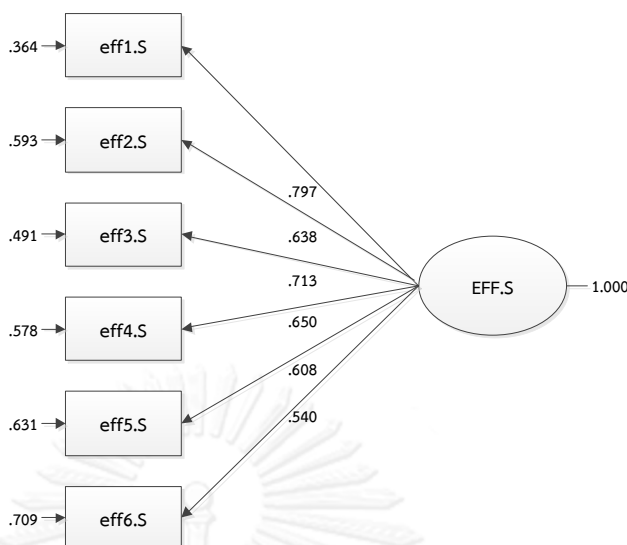 .364
eff1.S
.593
eff2.S
.797
.638
.491
eff3.S
.713
EFF.S
1.000
.650
.578
eff4.S
.608
.631
eff5.S
.540
.709
eff6.S